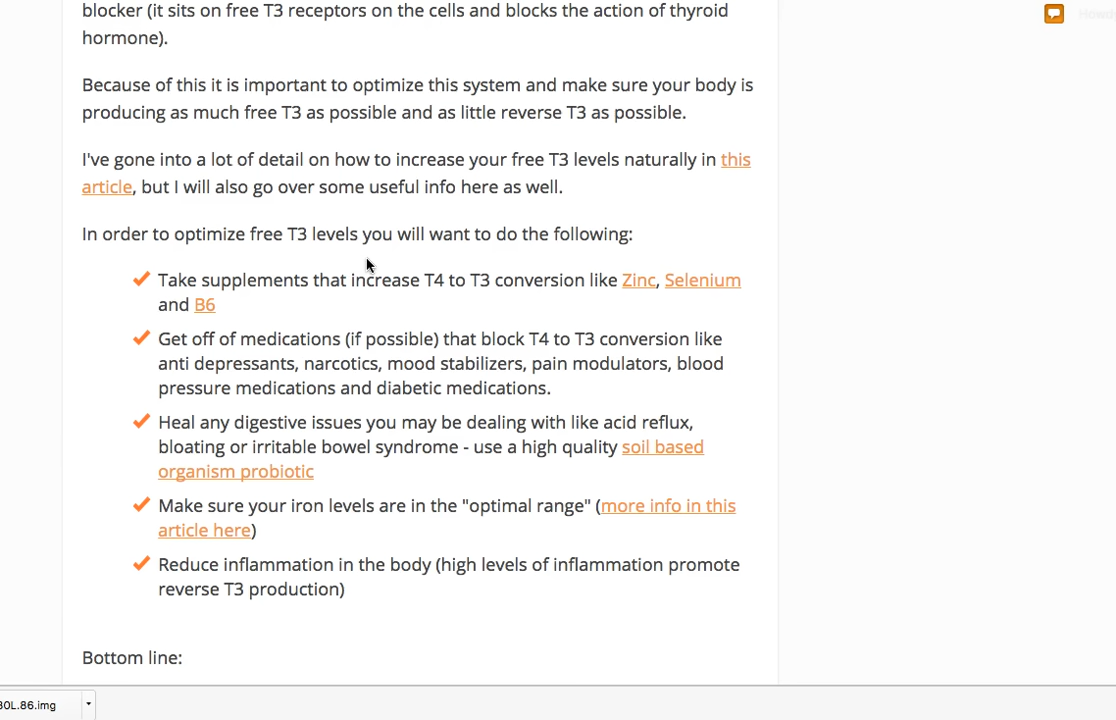 blocker (it sits on free T3 receptors on the cells and blocks the action of thyroid
hormone).
Because of this it is important to optimize this system and make sure your body is
producing as much free T3 as possible and as little reverse T3 as possible.
I've gone into a lot of detail on how to increase your free T3 levels naturally in this
article, but I will also go over some useful info here as well.
In order to optimize free T3 levels you will want to do the following:
Take supplements that increase T4 to T3 conversion like Zinc, Selenium
and B6
Get off of medications (if possible) that block T4 to T3 conversion like
anti depressants, narcotics, mood stabilizers, pain modulators, blood
pressure medications and diabetic medications.
Heal any digestive issues you may be dealing with like acid reflux,
bloating or irritable bowel syndrome - use a high quality soil based
organism probiotic
Make sure your iron levels are in the "optimal range" (more info in this
article here)
Reduce inflammation in the body (high levels of inflammation promote
reverse T3 production)
Bottom line:
30L.86.img